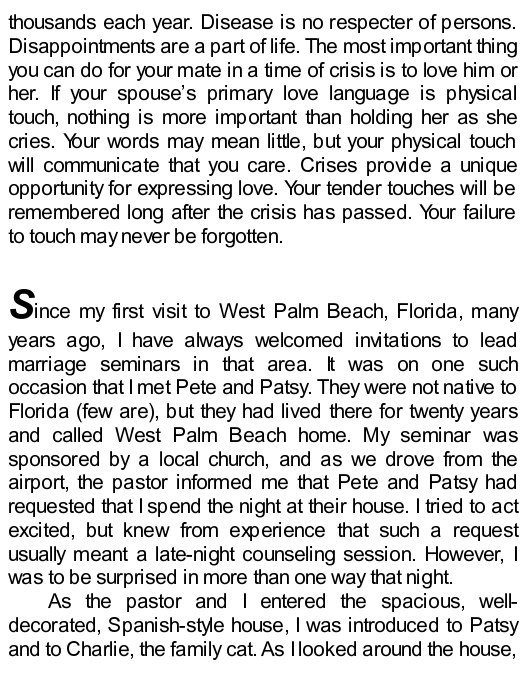 thousands each year. Disease is no respecter of persons.
Disappointments are a part of life. The most important thing
you can do for your mate in a time of crisis is to love him or
her. If your spouse’s primary love language is physical
touch, nothing is more important than holding her as she
cries. Your words may mean little, but your physical touch
will communicate that you care. Crises provide a unique
opportunity for expressing love. Your tender touches will be
remembered long after the crisis has passed. Your failure
to touch may never be forgotten.
Since my first visit to West Palm Beach, Florida, many
years ago, I have always welcomed invitations to lead
marriage seminars in that area. It was on one such
occasion that I met Pete and Patsy. They were not native to
Florida (few are), but they had lived there for twenty years
and called West Palm Beach home. My seminar was
sponsored by a local church, and as we drove from the
airport, the pastor informed me that Pete and Patsy had
requested that I spend the night at their house. I tried to act
excited, but knew from experience that such a request
usually meant a late-night counseling session. However, I
was to be surprised in more than one way that night.
As the pastor and I entered the spacious, well-
decorated, Spanish-style house, I was introduced to Patsy
and to Charlie, the family cat. As I looked around the house,